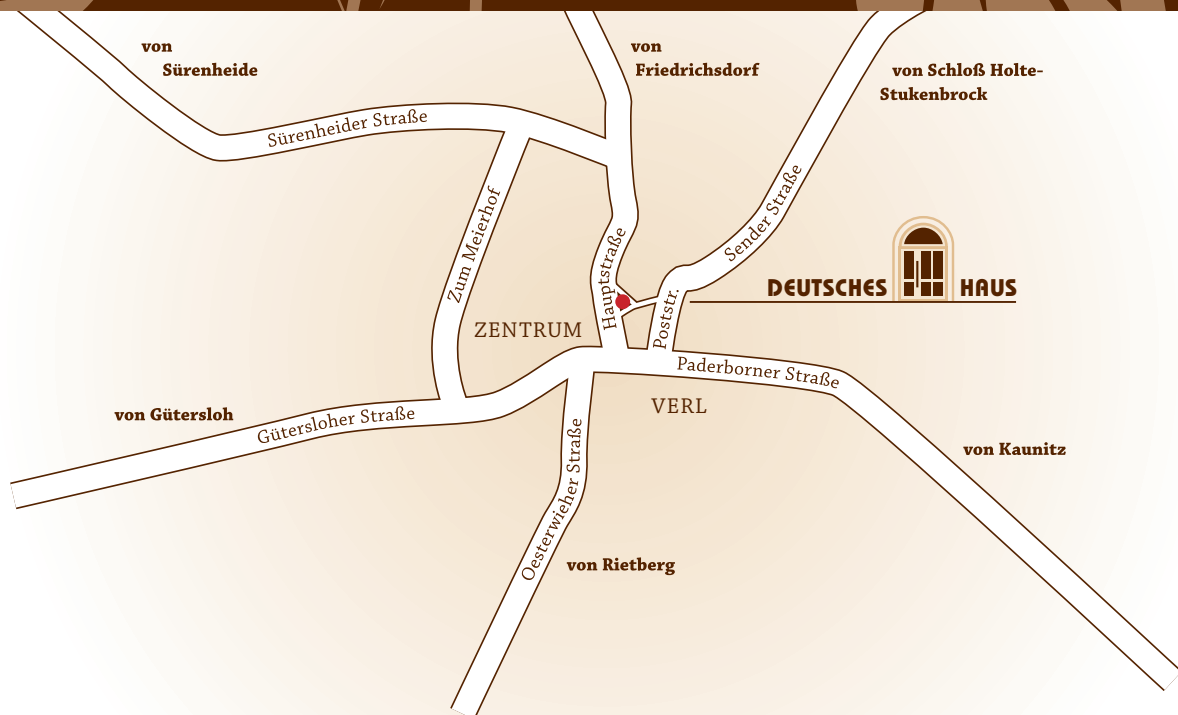 von
Sürenheide
von
Friedrichsdorf
von Schloß Holte-
Stukenbrock
Sürenheider Straße
Zum Meierhof
Hauptstraße
Sender Straße
DEUTSCHES HAUS
Poststr.
ZENTRUM
Paderborner Straße
VERL
von Gütersloh
Gütersloher Straße
von Kaunitz
Oesterwieher Straße
von Rietberg